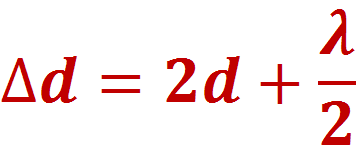 Δd = 2d + λ/2